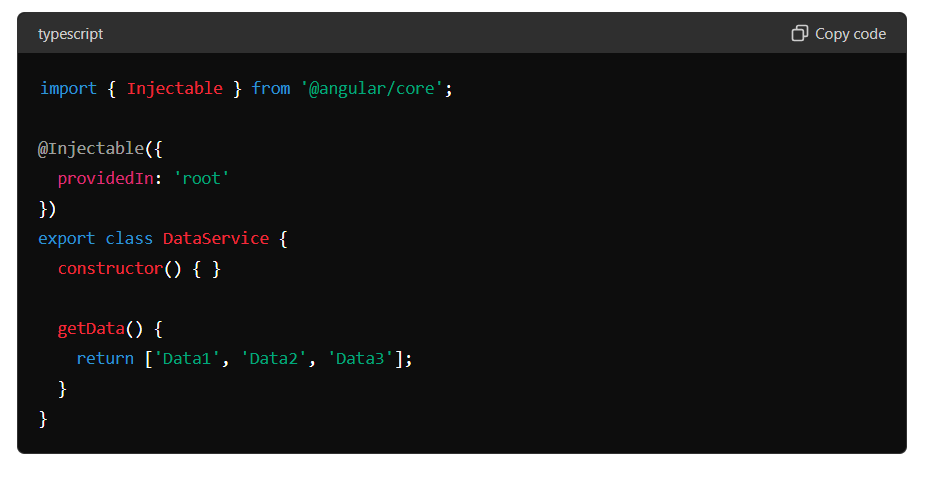 typescript
Copy code
import { Injectable } from '@angular/core';
@Injectable({
  providedIn: 'root'
})
export class DataService {
  constructor() { }
  getData() {
    return ['Data1', 'Data2', 'Data3'];
  }
}